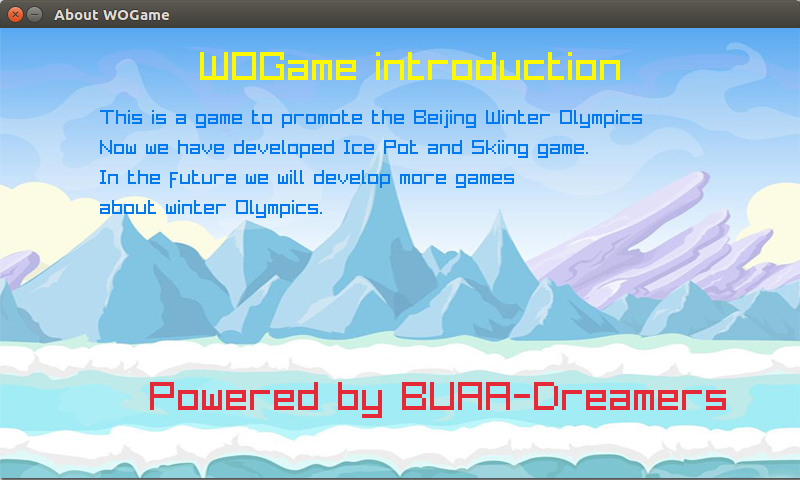 About WOGame
WOGame introduction
This is a game to promote the Beijing Winter Olympics
Now we have developed Ice Pot and Skiing game.
In the future we will develop more games
about winter Olympics.
Powered by BUAA-Dreamers